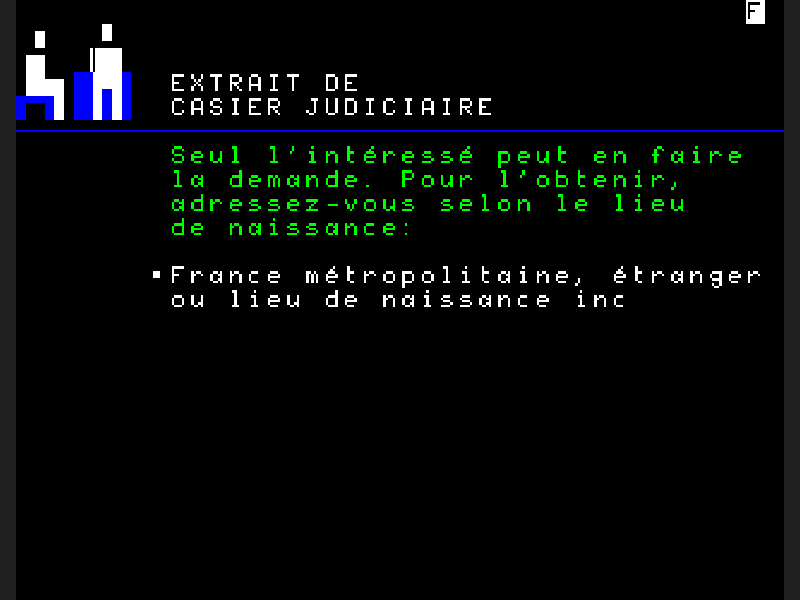 F
EXTRAIT DE
CASIER JUDICIAIRE
Seul l'intéressé peut en faire
la demande. Pour l'obtenir,
adressez-vous selon le lieu
de naissance:
▪France métropolitaine, étranger
ou lieu de naissance inc